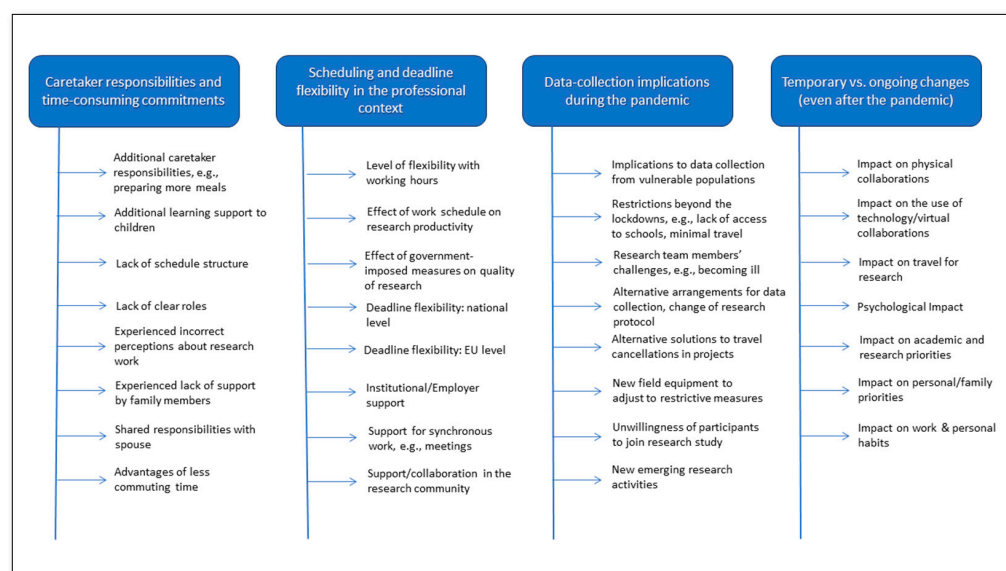 Caretaker responsibilities and
time-consuming commitments
Additional caretaker
responsibilities, e.g.,
preparing more meals
Additional learning support to
children
Lack of schedule structure
Lack of clear roles
Experienced incorrect
perceptions about research
work
Experienced lack of support
by family members
Shared responsibilities with
spouse
Advantages of less
commuting time
Scheduling and deadline
flexibility in the professional
context
Level of flexibility with
working hours
Effect of work schedule on
research productivity
Effect of government-
imposed measures on quality
of research
Deadline flexibility: national
level
Deadline flexibility: EU level
Institutional/Employer
support
Support for synchronous
work, e.g., meetings
Support/collaboration in the
research community
Data-collection implications
during the pandemic
Implications to data collection
from vulnerable populations
Restrictions beyond the
lockdowns, e.g., lack of access
to schools, minimal travel
Research team members'
challenges, e.g., becoming ill
Alternative arrangements for data
collection, change of research
protocol
Alternative solutions to travel
cancellations in projects
New field equipment to
adjust to restrictive measures
Unwillingness of participants
to join research study
New emerging research
activities
Temporary vs. ongoing changes
(even after the pandemic)
Impact on physical
collaborations
Impact on the use of
technology/virtual
collaborations
Impact on travel for
research
Psychological Impact
Impact on academic and
research priorities
Impact on personal/family
priorities
Impact on work & personal
habits